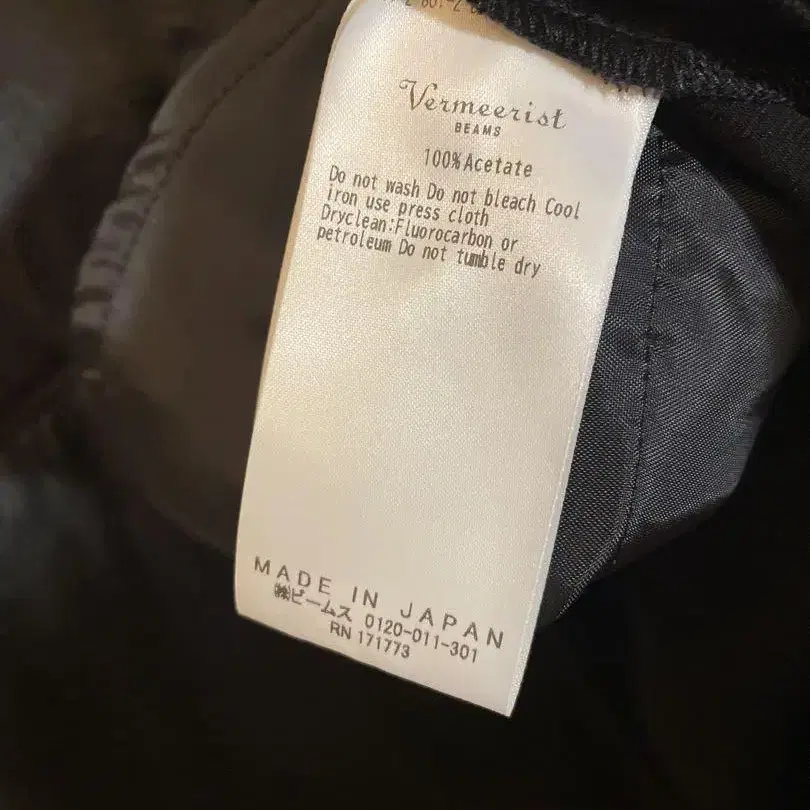 Vermeerist
BEAMS
100%Acetate
Do not wash Do not bleach Cool
iron use press cloth
Dryclean:Fluorocarbon or
petroleum Do not tumble dry
MADE IN JAPAN
㈱ビームス 0120-011-301
RN 171773